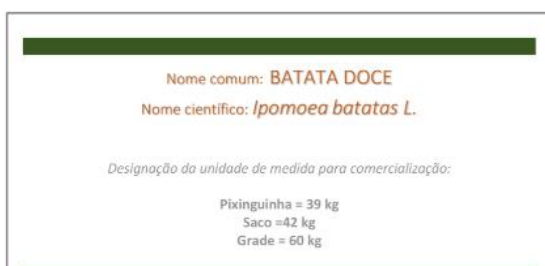 Nome comum: BATATA DOCE
Nome científico: Ipomoea batatas L.
Designação da unidade de medida para comercialização:
Pixinguinha = 39 kg
Saco =42 kg
Grade = 60 kg